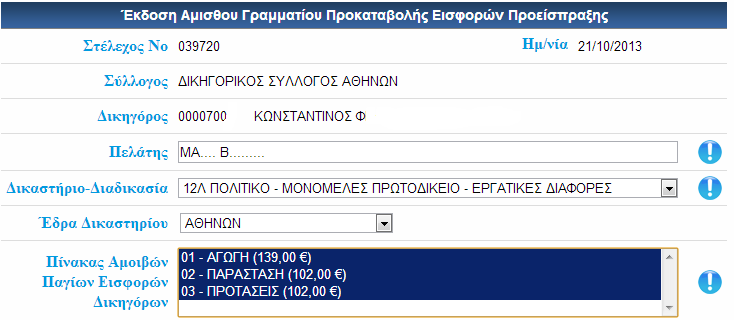 Έκδοση Αμισθου Γραμματίου Προκαταβολής Εισφορών Προείσπραξης
Στέλεχος Νο 039720 Ημ/νία 21/10/2013
Σύλλογος ΔΙΚΗΓΟΡΙΚΟΣ ΣΥΛΛΟΓΟΣ ΑΘΗΝΩΝ
Δικηγόρος 0000700 ΚΩΝΣΤΑΝΤΙΝΟΣ Φ
Πελάτης ΜΑ.... Β.........
Δικαστήριο-Διαδικασία 12Λ ΠΟΛΙΤΙΚΟ - ΜΟΝΟΜΕΛΕΣ ΠΡΩΤΟΔΙΚΕΙΟ - ΕΡΓΑΤΙΚΕΣ ΔΙΑΦΟΡΕΣ
Έδρα Δικαστηρίου ΑΘΗΝΩΝ
Πίνακας Αμοιβών
Παγίων Εισφορών
Δικηγόρων
01 - ΑΓΩΓΗ (139,00 €)
02 - ΠΑΡΑΣΤΑΣΗ (102,00 €)
03 - ΠΡΟΤΑΣΕΙΣ (102,00 €)